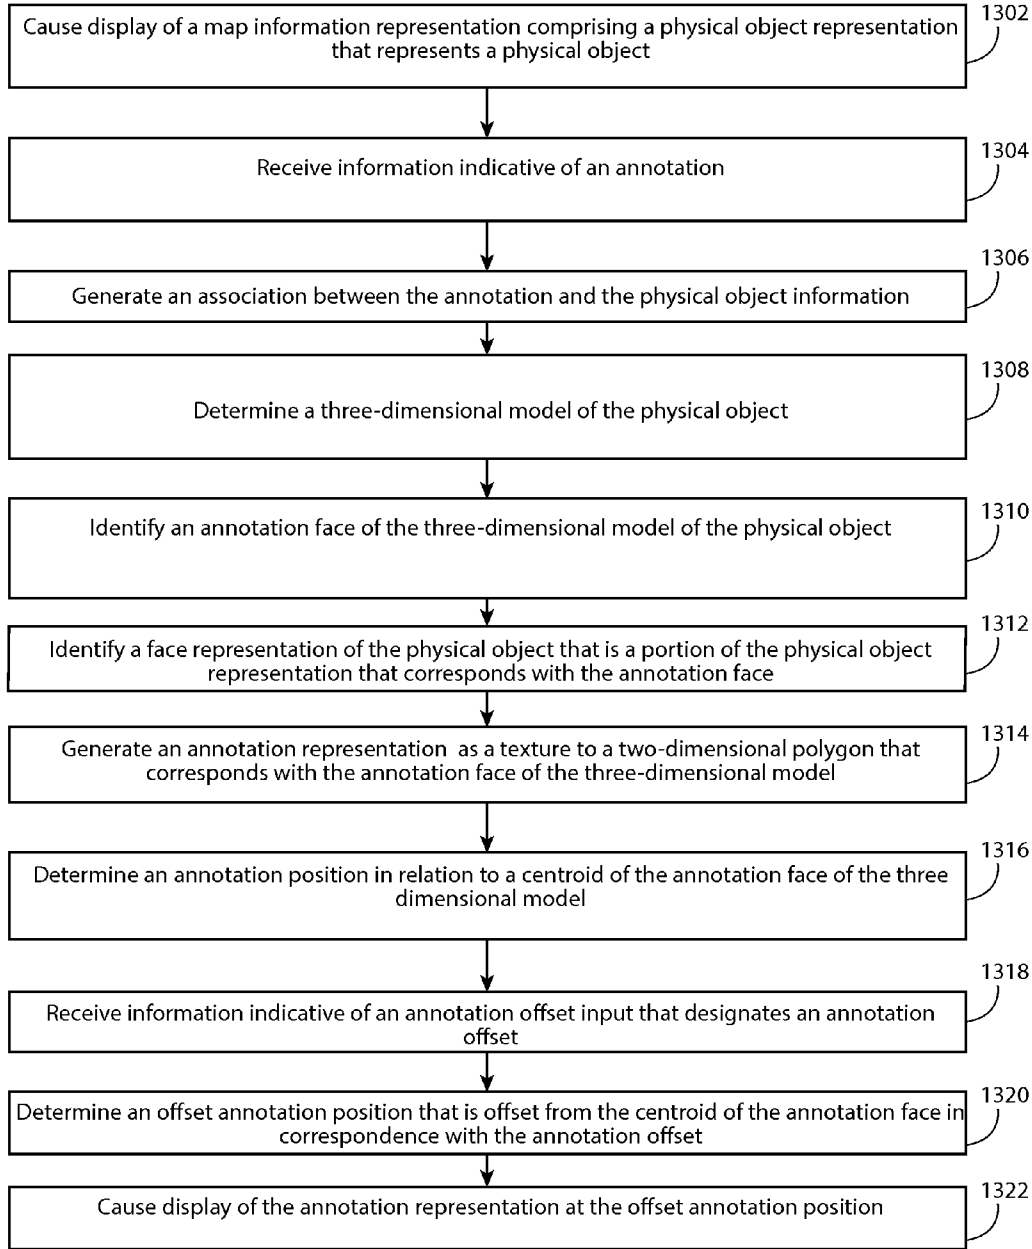 1302
Cause display of a map information representation comprising a physical object representation
that represents a physical object
1304
Receive information indicative of an annotation
1306
Generate an association between the annotation and the physical object information
1308
Determine a three-dimensional model of the physical object
1310
Identify an annotation face of the three-dimensional model of the physical object
1312
Identify a face representation of the physical object that is a portion of the physical object
representation that corresponds with the annotation face
1314
Generate an annotation representation as a texture to a two-dimensional polygon that
corresponds with the annotation face of the three-dimensional model
1316
Determine an annotation position in relation to a centroid of the annotation face of the three
dimensional model
1318
Receive information indicative of an annotation offset input that designates an annotation
offset
1320
Determine an offset annotation position that is offset from the centroid of the annotation face in
correspondence with the annotation offset
1322
Cause display of the annotation representation at the offset annotation position